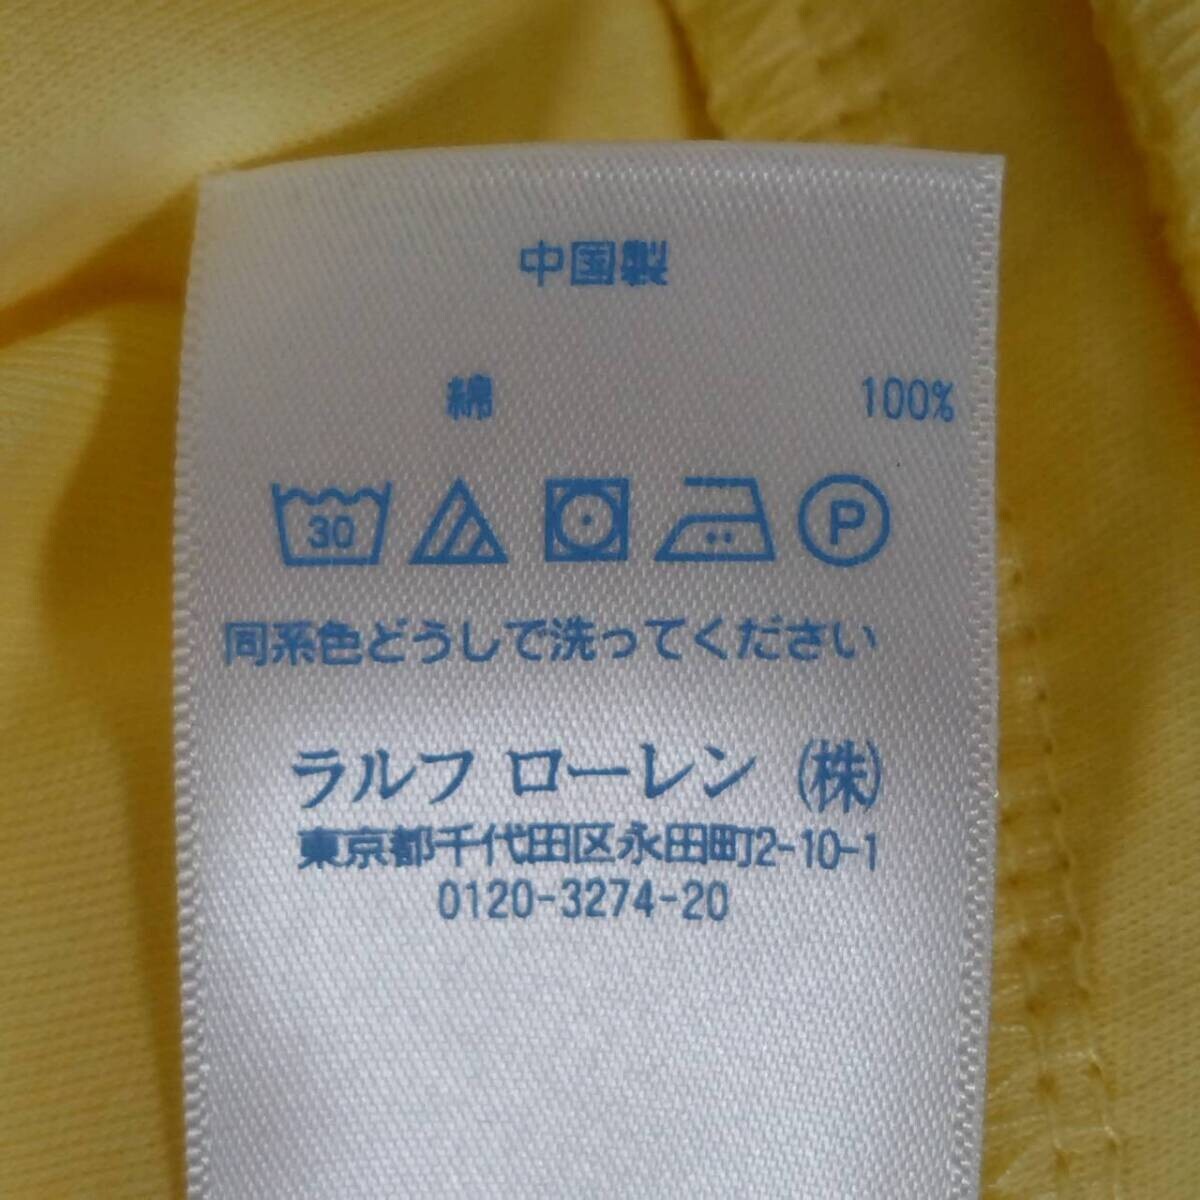 中国製
綿 100%
30 P
同系色どうしで洗ってください
ラルフ ローレン (株)
東京都千代田区永田町2-10-1
0120-3274-20